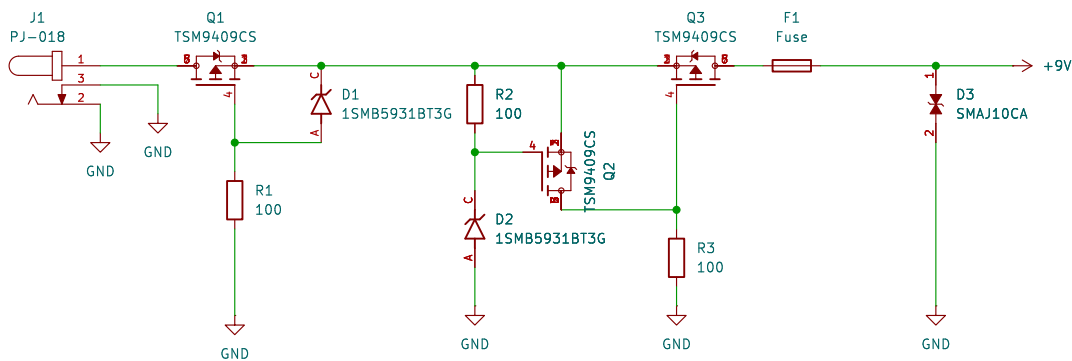 J1
PJ-018
1
3
2
GND
GND
Q1
TSM9409CS
4
R1
100
GND
C
D1
1SMB5931BT3G
A
R2
100
4
TSM9409CS
Q2
C
D2
1SMB5931BT3G
A
GND
Q3
TSM9409CS
4
R3
100
GND
F1
Fuse
+9V
1
D3
SMAJ10CA
2
GND